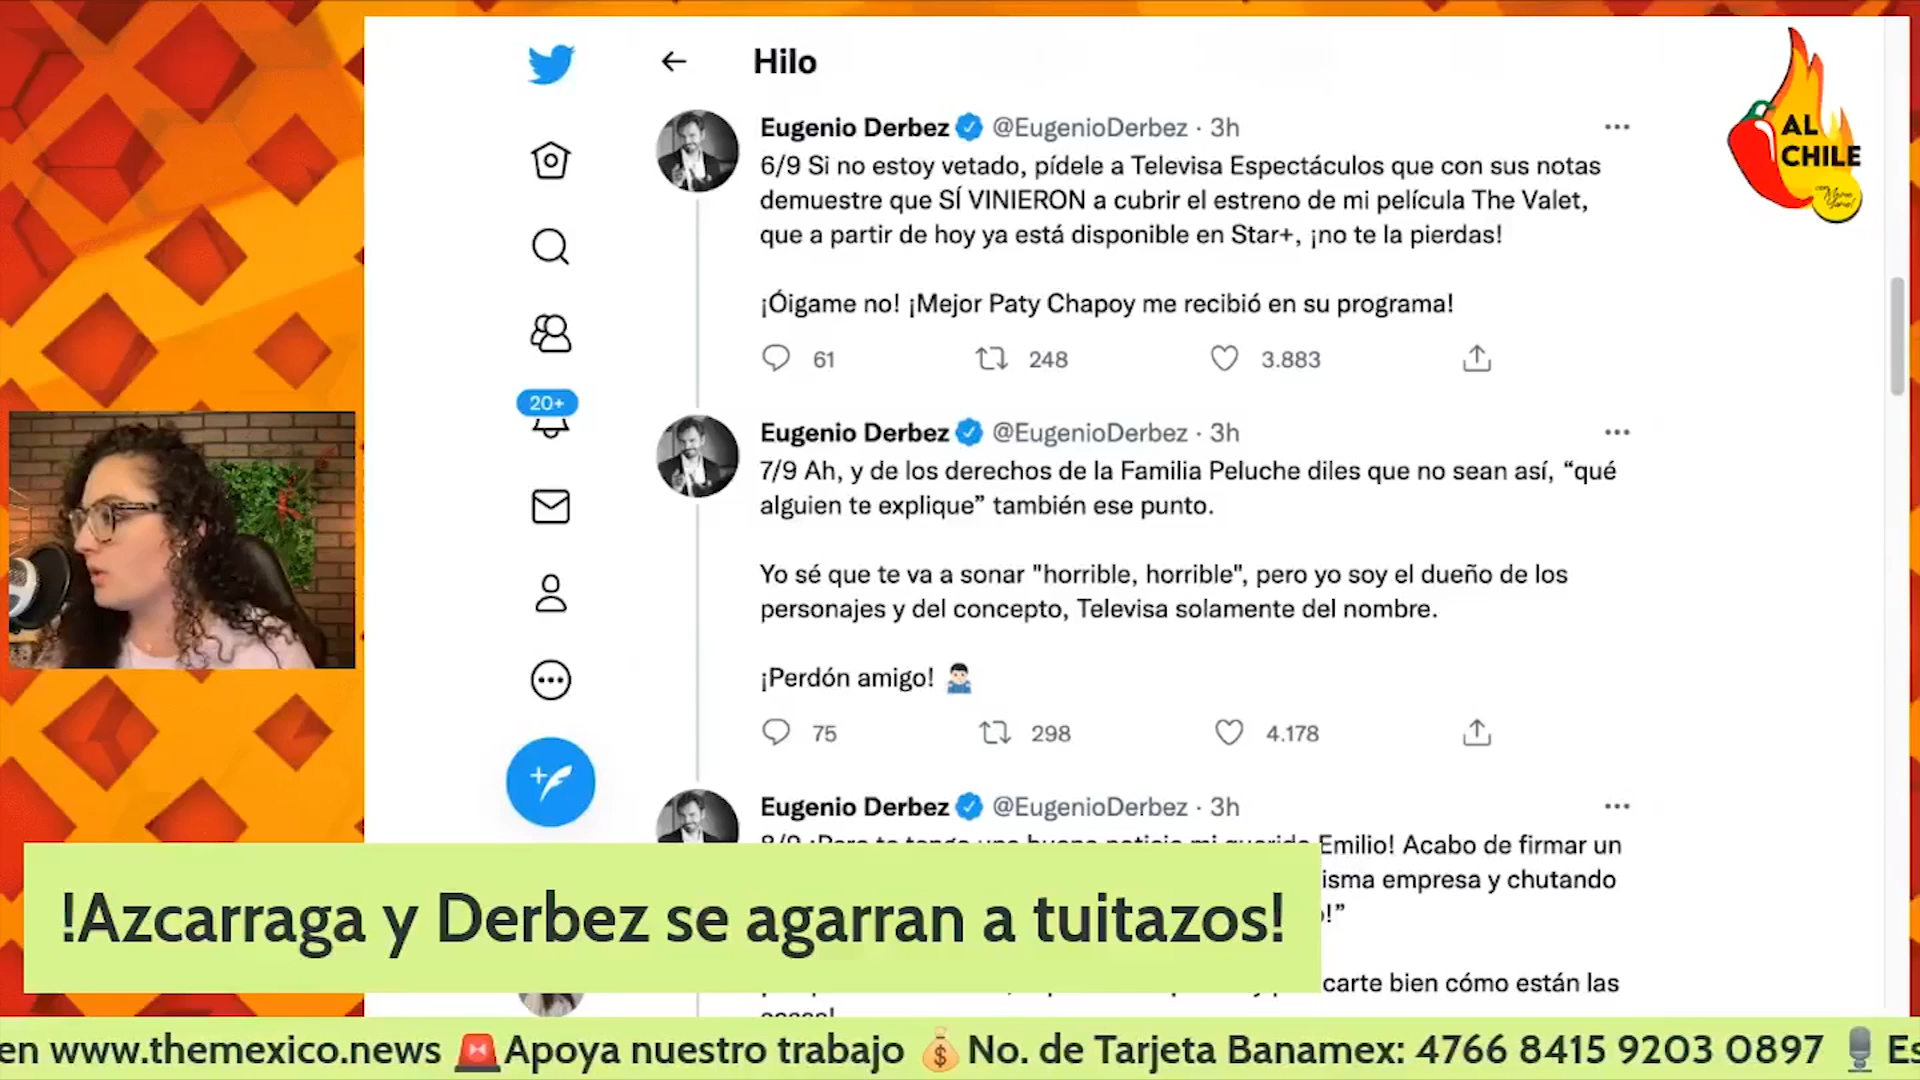 Hilo
AL
CHILE
Eugenio Derbez @EugenioDerbez · 3h
6/9 Si no estoy vetado, pídele a Televisa Espectáculos que con sus notas
demuestre que SÍ VINIERON a cubrir el estreno de mi película The Valet,
que a partir de hoy ya está disponible en Star+, ¡no te la pierdas!
¡Óigame no! ¡Mejor Paty Chapoy me recibió en su programa!
61 248 3.883
20+
Eugenio Derbez @EugenioDerbez · 3h
7/9 Ah, y de los derechos de la Familia Peluche diles que no sean así, “qué
alguien te explique” también ese punto.
Yo sé que te va a sonar "horrible, horrible", pero yo soy el dueño de los
personajes y del concepto, Televisa solamente del nombre.
¡Perdón amigo! 🤷🏻‍♂️
75 298 4.178
Eugenio Derbez @EugenioDerbez · 3h
8/9 ¡Pero te tengo una buena noticia mi querido Emilio! Acabo de firmar un
isma empresa y chutando
!”
carte bien cómo están las
!Azcarraga y Derbez se agarran a tuitazos!
en www.themexico.news 🚨Apoya nuestro trabajo 💰No. de Tarjeta Banamex: 4766 8415 9203 0897 🎙️ Es